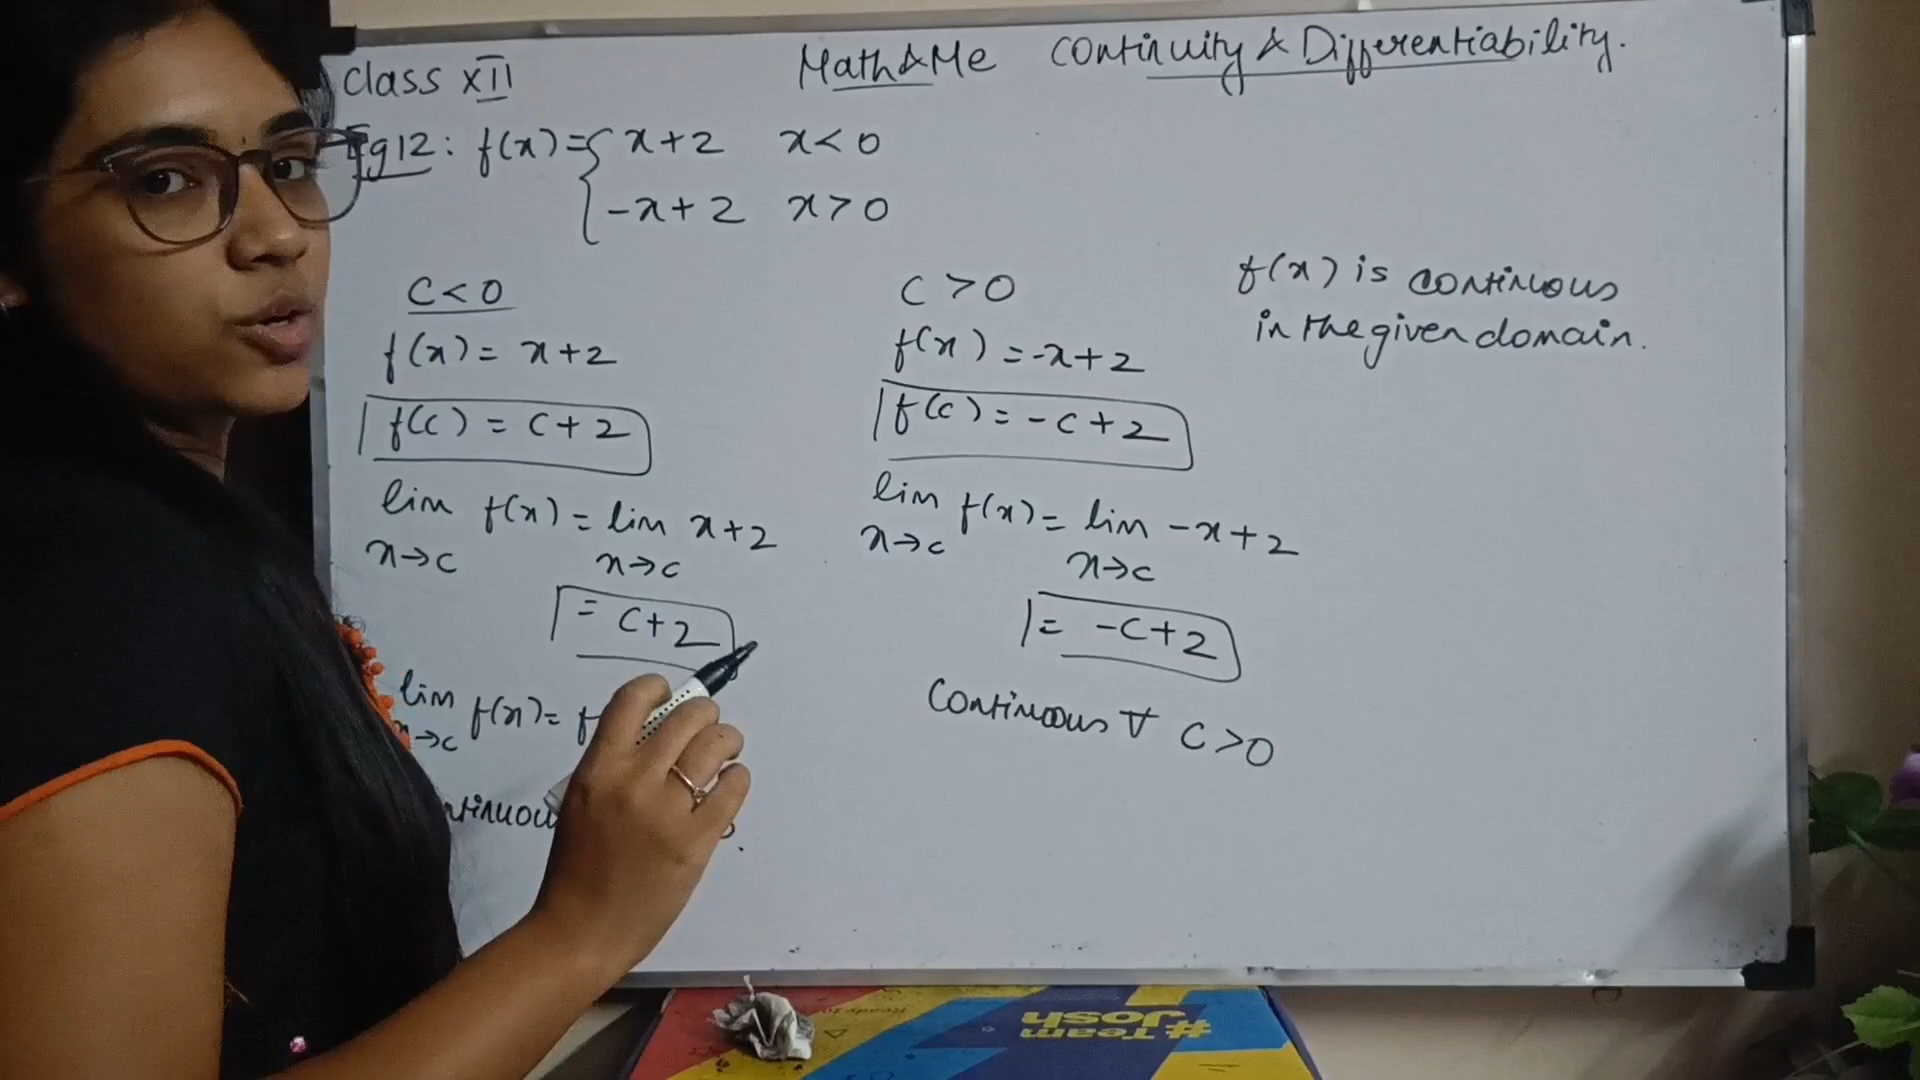 Class XII
Math&Me Continuity & Differentiability.
Eg12: f(x) = { x+2 x<0
-x+2 x>0
c<0
f(x) = x+2
f(c) = c+2
lim f(x) = lim x+2
x→c x→c
= c+2
lim f(x) = f
x→c
c>0
f(x) = -x+2
f(c) = -c+2
lim f(x) = lim -x+2
x→c x→c
= -c+2
Continuous ∀ c>0
f(x) is continuous
in the given domain.
#Team
Josh